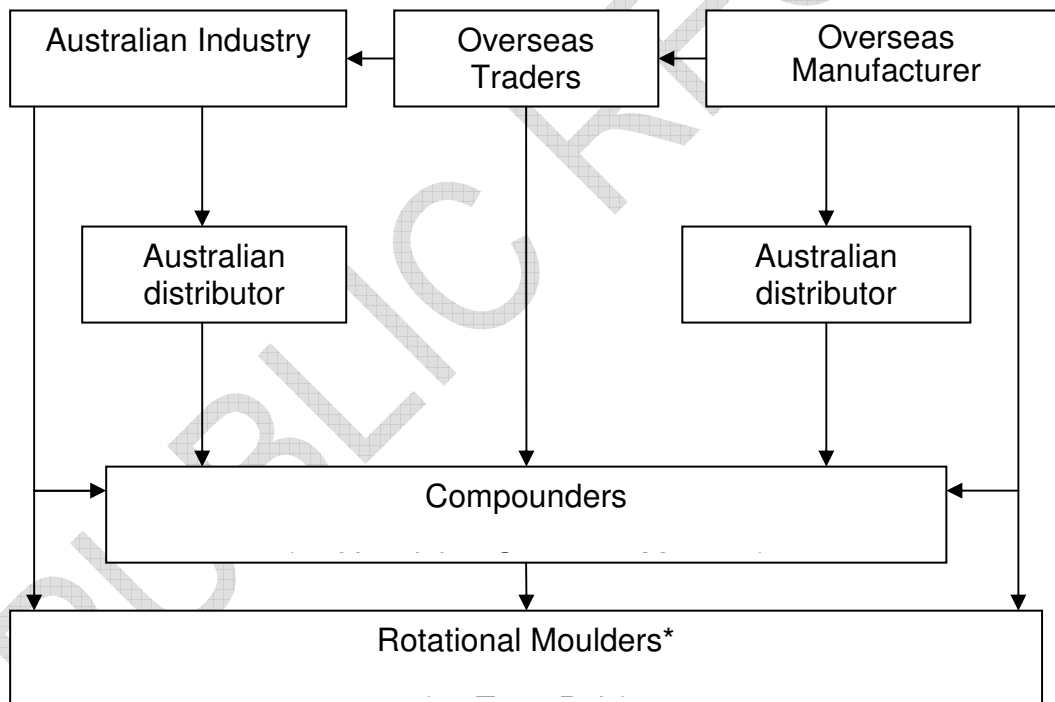 Australian Industry
Overseas
Traders
Overseas
Manufacturer
Australian
distributor
Australian
distributor
Compounders
Rotational Moulders*